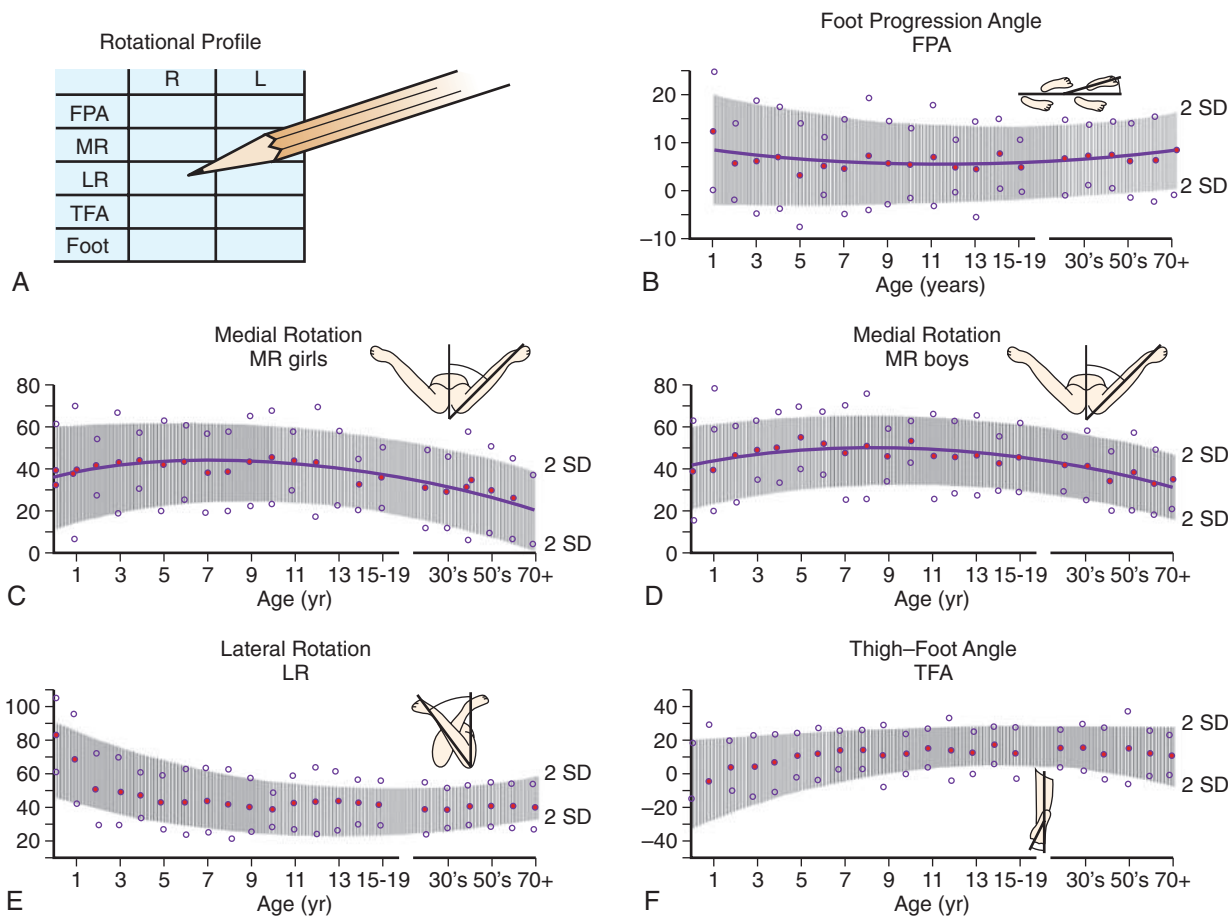 Rotational Profile
R L
FPA
MR
LR
TFA
Foot
A
Foot Progression Angle
FPA
20
10
0
−10
2 SD
2 SD
1 3 5 7 9 11 13 15-19 30's 50's 70+
Age (years)
B
Medial Rotation
MR girls
80
60
40
20
0
2 SD
2 SD
1 3 5 7 9 11 13 15-19 30's 50's 70+
Age (yr)
C
Medial Rotation
MR boys
80
60
40
20
0
2 SD
2 SD
1 3 5 7 9 11 13 15-19 30's 50's 70+
Age (yr)
D
Lateral Rotation
LR
100
80
60
40
20
2 SD
2 SD
1 3 5 7 9 11 13 15-19 30's 50's 70+
Age (yr)
E
Thigh–Foot Angle
TFA
40
20
0
−20
−40
2 SD
2 SD
1 3 5 7 9 11 13 15-19 30's 50's 70+
Age (yr)
F